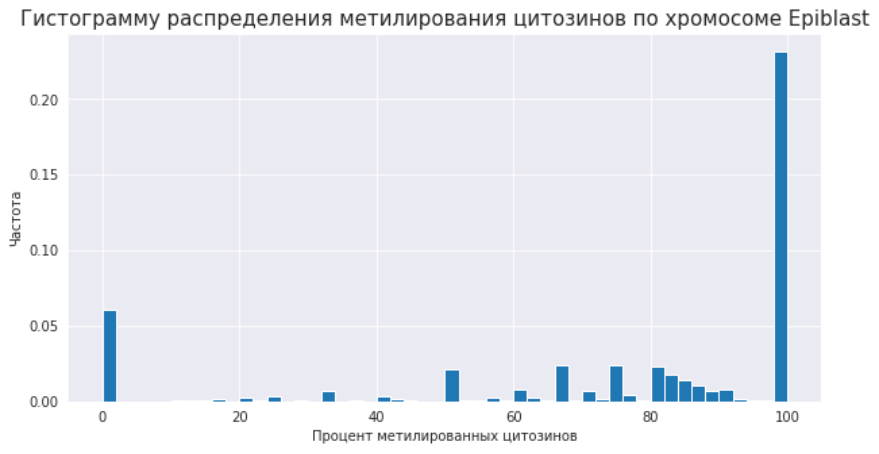 Гистограмму распределения метилирования цитозинов по хромосоме Epiblast
Частота
0.20
0.15
0.10
0.05
0.00
0 20 40 60 80 100
Процент метилированных цитозинов